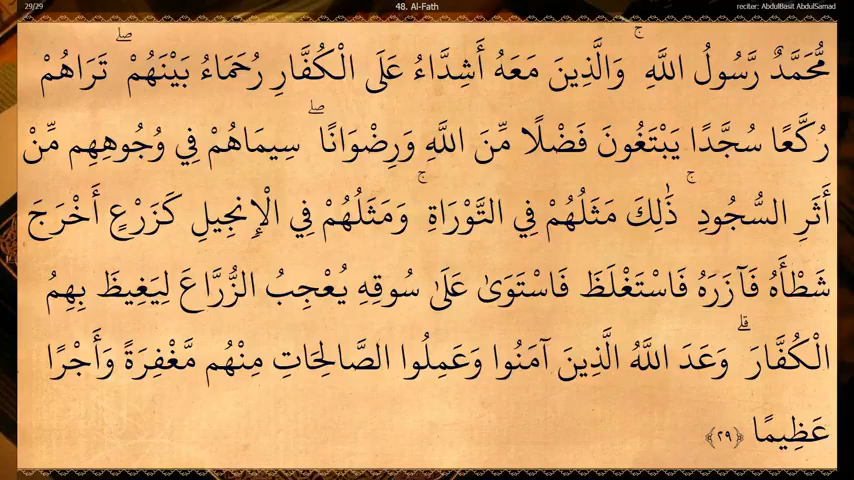 29/29 48. Al-Fath reciter: AbdulBasit AbdulSamad
مُّحَمَّدٌ رَّسُولُ اللَّهِ ۚ وَالَّذِينَ مَعَهُ أَشِدَّاءُ عَلَى الْكُفَّارِ رُحَمَاءُ بَيْنَهُمْ ۖ تَرَاهُمْ
رُكَّعًا سُجَّدًا يَبْتَغُونَ فَضْلًا مِّنَ اللَّهِ وَرِضْوَانًا ۖ سِيمَاهُمْ فِي وُجُوهِهِم مِّنْ
أَثَرِ السُّجُودِ ۚ ذَٰلِكَ مَثَلُهُمْ فِي التَّوْرَاةِ ۚ وَمَثَلُهُمْ فِي الْإِنجِيلِ كَزَرْعٍ أَخْرَجَ
شَطْأَهُ فَآزَرَهُ فَاسْتَغْلَظَ فَاسْتَوَىٰ عَلَىٰ سُوقِهِ يُعْجِبُ الزُّرَّاعَ لِيَغِيظَ بِهِمُ
الْكُفَّارَ ۗ وَعَدَ اللَّهُ الَّذِينَ آمَنُوا وَعَمِلُوا الصَّالِحَاتِ مِنْهُم مَّغْفِرَةً وَأَجْرًا
عَظِيمًا ﴿٢٩﴾